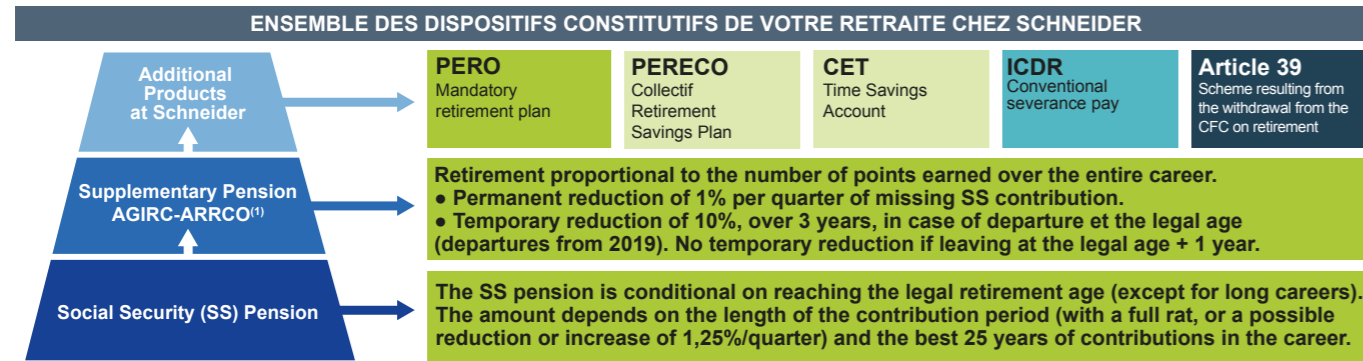 ENSEMBLE DES DISPOSITIFS CONSTITUTIFS DE VOTRE RETRAITE CHEZ SCHNEIDER
Additional
Products
at Schneider
PERO
Mandatory
retirement plan
PERECO
Collectif
Retirement
Savings Plan
CET
Time Savings
Account
ICDR
Conventional
severance pay
Article 39
Scheme resulting from
the withdrawal from the
CFC on retirement
Supplementary Pension
AGIRC-ARRCO(1)
Retirement proportional to the number of points earned over the entire career.
● Permanent reduction of 1% per quarter of missing SS contribution.
● Temporary reduction of 10%, over 3 years, in case of departure et the legal age
(departures from 2019). No temporary reduction if leaving at the legal age + 1 year.
Social Security (SS) Pension
The SS pension is conditional on reaching the legal retirement age (except for long careers).
The amount depends on the length of the contribution period (with a full rat, or a possible
reduction or increase of 1,25%/quarter) and the best 25 years of contributions in the career.